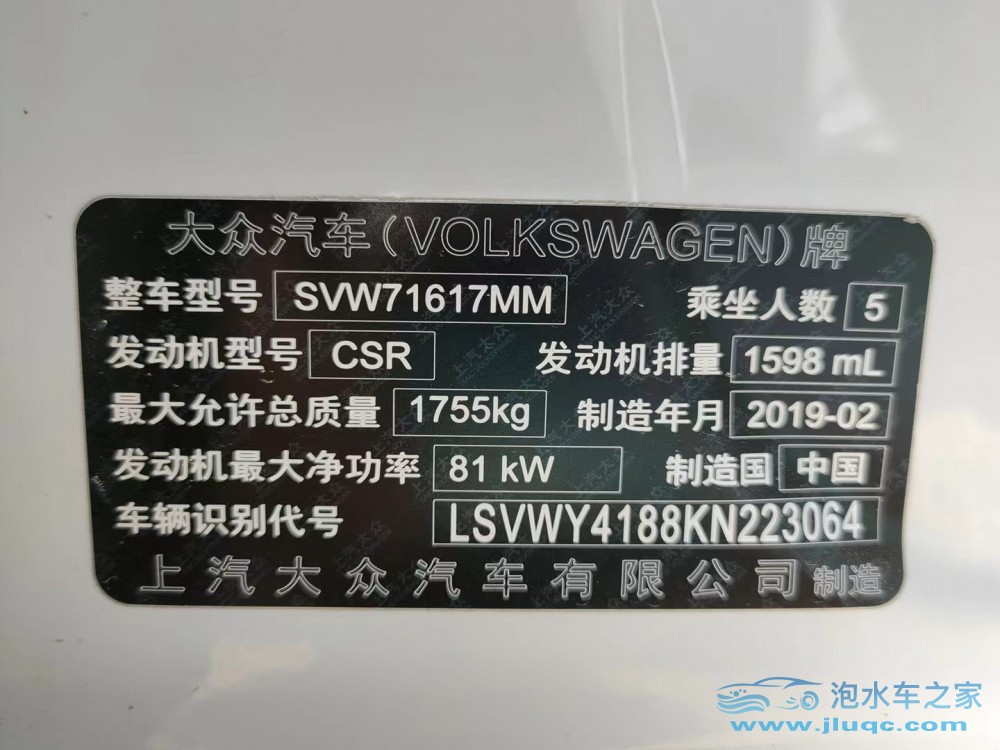 大众汽车(VOLKSWAGEN)牌
整车型号 SVW71617MM 乘坐人数 5
发动机型号 CSR 发动机排量 1598 mL
最大允许总质量 1755kg 制造年月 2019-02
发动机最大净功率 81 kW 制造国 中国
车辆识别代号 LSVWY4188KN223064
上汽大众汽车有限公司 制造
泡水车之家
www.jluqc.com